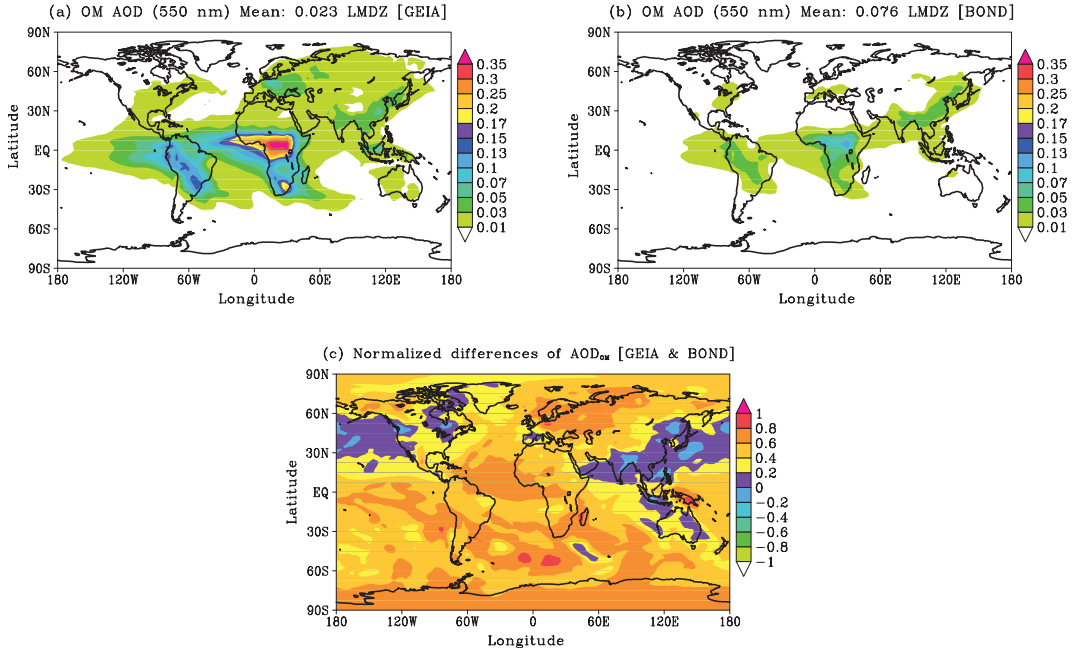 (a) OM AOD (550 nm) Mean: 0.023 LMDZ [GEIA]
90N
60N
30N
EQ
30S
60S
90S
Latitude
180 120W 60W 0 60E 120E 180
Longitude
0.35
0.3
0.25
0.2
0.17
0.15
0.13
0.1
0.07
0.05
0.03
0.01
(b) OM AOD (550 nm) Mean: 0.076 LMDZ [BOND]
90N
60N
30N
EQ
30S
60S
90S
Latitude
180 120W 60W 0 60E 120E 180
Longitude
0.35
0.3
0.25
0.2
0.17
0.15
0.13
0.1
0.07
0.05
0.03
0.01
(c) Normalized differences of AOD_OM [GEIA & BOND]
90N
60N
30N
EQ
30S
60S
90S
Latitude
180 120W 60W 0 60E 120E 180
Longitude
1
0.8
0.6
0.4
0.2
0
−0.2
−0.4
−0.6
−0.8
−1